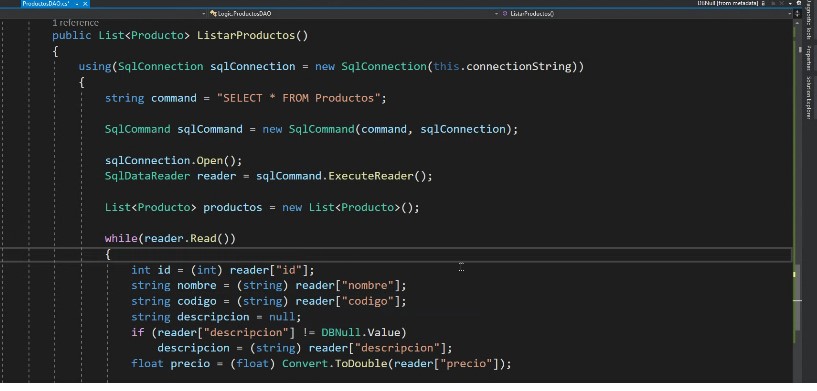 ProductosDAO.cs*
DBNull [from metadata]
Logic.ProductosDAO
ListarProductos()
1 reference
public List<Producto> ListarProductos()
{
using(SqlConnection sqlConnection = new SqlConnection(this.connectionString))
{
string command = "SELECT * FROM Productos";
SqlCommand sqlCommand = new SqlCommand(command, sqlConnection);
sqlConnection.Open();
SqlDataReader reader = sqlCommand.ExecuteReader();
List<Producto> productos = new List<Producto>();
while(reader.Read())
{
int id = (int) reader["id"];
string nombre = (string) reader["nombre"];
string codigo = (string) reader["codigo"];
string descripcion = null;
if (reader["descripcion"] != DBNull.Value)
descripcion = (string) reader["descripcion"];
float precio = (float) Convert.ToDouble(reader["precio"]);
Diagnostic Tools
Properties
Solution Explorer